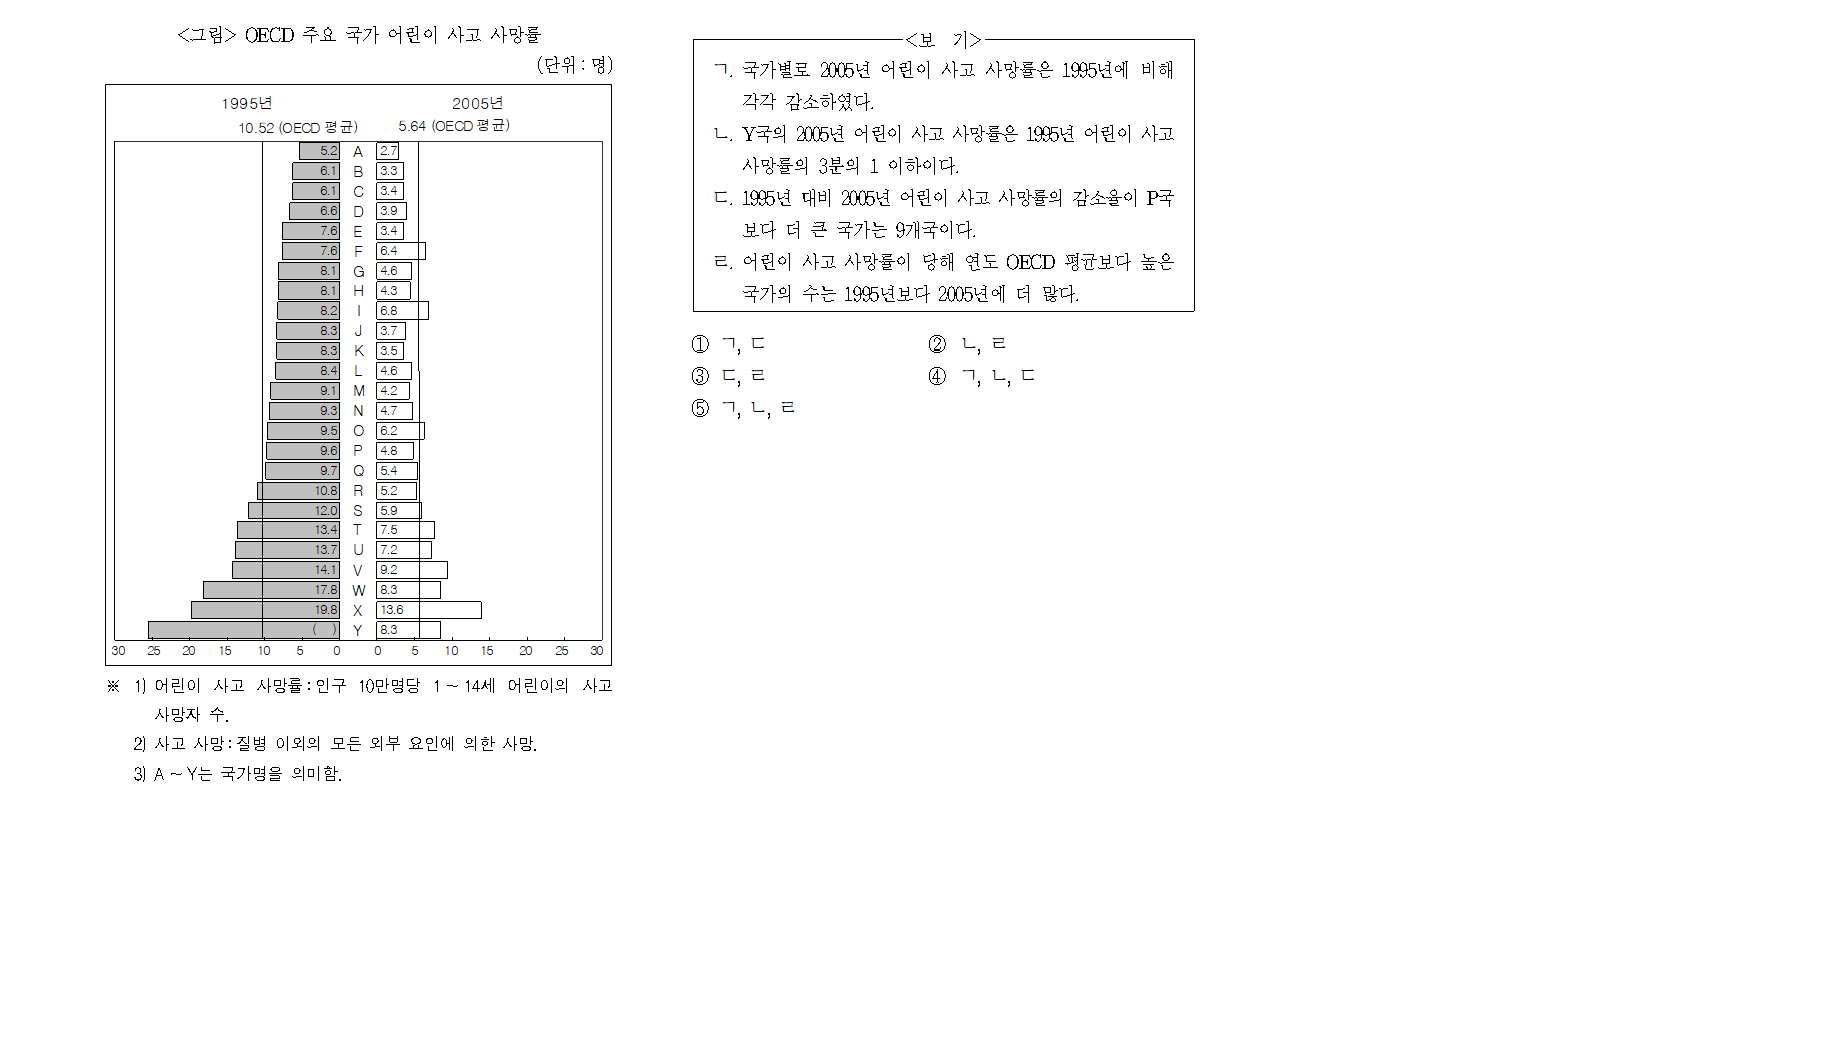 <그림> OECD 주요 국가 어린이 사고 사망률
(단위 : 명)
1995년 2005년
10.52 (OECD 평균) 5.64 (OECD 평균)
5.2 A 2.7
6.1 B 3.3
6.1 C 3.4
6.6 D 3.9
7.6 E 3.4
7.6 F 6.4
8.1 G 4.6
8.1 H 4.3
8.2 I 6.8
8.3 J 3.7
8.3 K 3.5
8.4 L 4.6
9.1 M 4.2
9.3 N 4.7
9.5 O 6.2
9.6 P 4.8
9.7 Q 5.4
10.8 R 5.2
12.0 S 5.9
13.4 T 7.5
13.7 U 7.2
14.1 V 9.2
17.8 W 8.3
19.8 X 13.6
( ) Y 8.3
30 25 20 15 10 5 0 0 5 10 15 20 25 30
※ 1) 어린이 사고 사망률 : 인구 10만명당 1 ~ 14세 어린이의 사고
사망자 수.
2) 사고 사망 : 질병 이외의 모든 외부 요인에 의한 사망.
3) A ~ Y는 국가명을 의미함.
<보 기>
ㄱ. 국가별로 2005년 어린이 사고 사망률은 1995년에 비해
각각 감소하였다.
ㄴ. Y국의 2005년 어린이 사고 사망률은 1995년 어린이 사고
사망률의 3분의 1 이하이다.
ㄷ. 1995년 대비 2005년 어린이 사고 사망률의 감소율이 P국
보다 더 큰 국가는 9개국이다.
ㄹ. 어린이 사고 사망률이 당해 연도 OECD 평균보다 높은
국가의 수는 1995년보다 2005년에 더 많다.
① ㄱ, ㄷ ② ㄴ, ㄹ
③ ㄷ, ㄹ ④ ㄱ, ㄴ, ㄷ
⑤ ㄱ, ㄴ, ㄹ